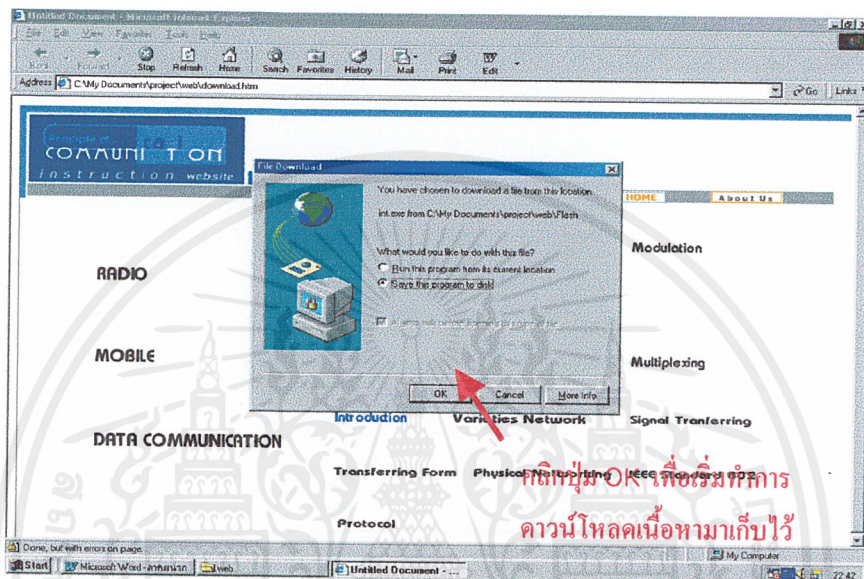 Untitled Document - Microsoft Internet Explorer
File Edit View Favorites Tools Help
Back Forward Stop Refresh Home Search Favorites History Mail Print Edit
Address C:\My Documents\project\web\download.htm Go Links
Principle of
COMMUNI T ON
instruction website
HOME About Us
File Download
You have chosen to download a file from this location.
int.exe from C:\My Documents\project\web\Flash
What would you like to do with this file?
Run this program from its current location
Save this program to disk
OK Cancel More Info
Modulation
RADIO
MOBILE
Multiplexing
Introduction Varieties Network Signal Tranferring
DATA COMMUNICATION
Transferring Form Physical Networking IEEE Standard 802
Protocol
คลิกปุ่ม OK เพื่อเริ่มทำการ
ดาวน์โหลดเนื้อหามาเก็บไว้
Done, but with errors on page. My Computer
Start Microsoft Word - web Untitled Document - ... 22:42